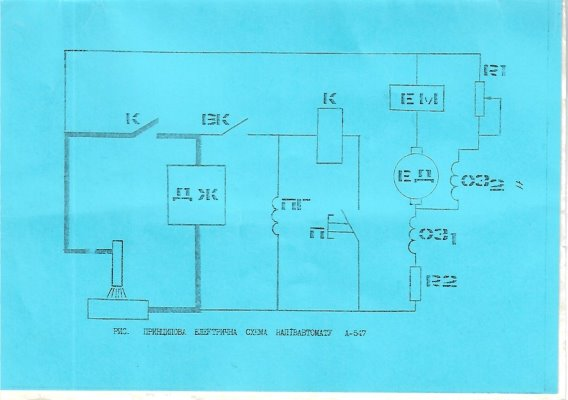 R1
К
ВК
К
ЕМ
ДЖ
ЕД
ПГ
ОЗ2
П
ОЗ1
R2
РИС. ПРИНЦИПОВА ЕЛЕКТРИЧНА СХЕМА НАПІВАВТОМАТУ А-547